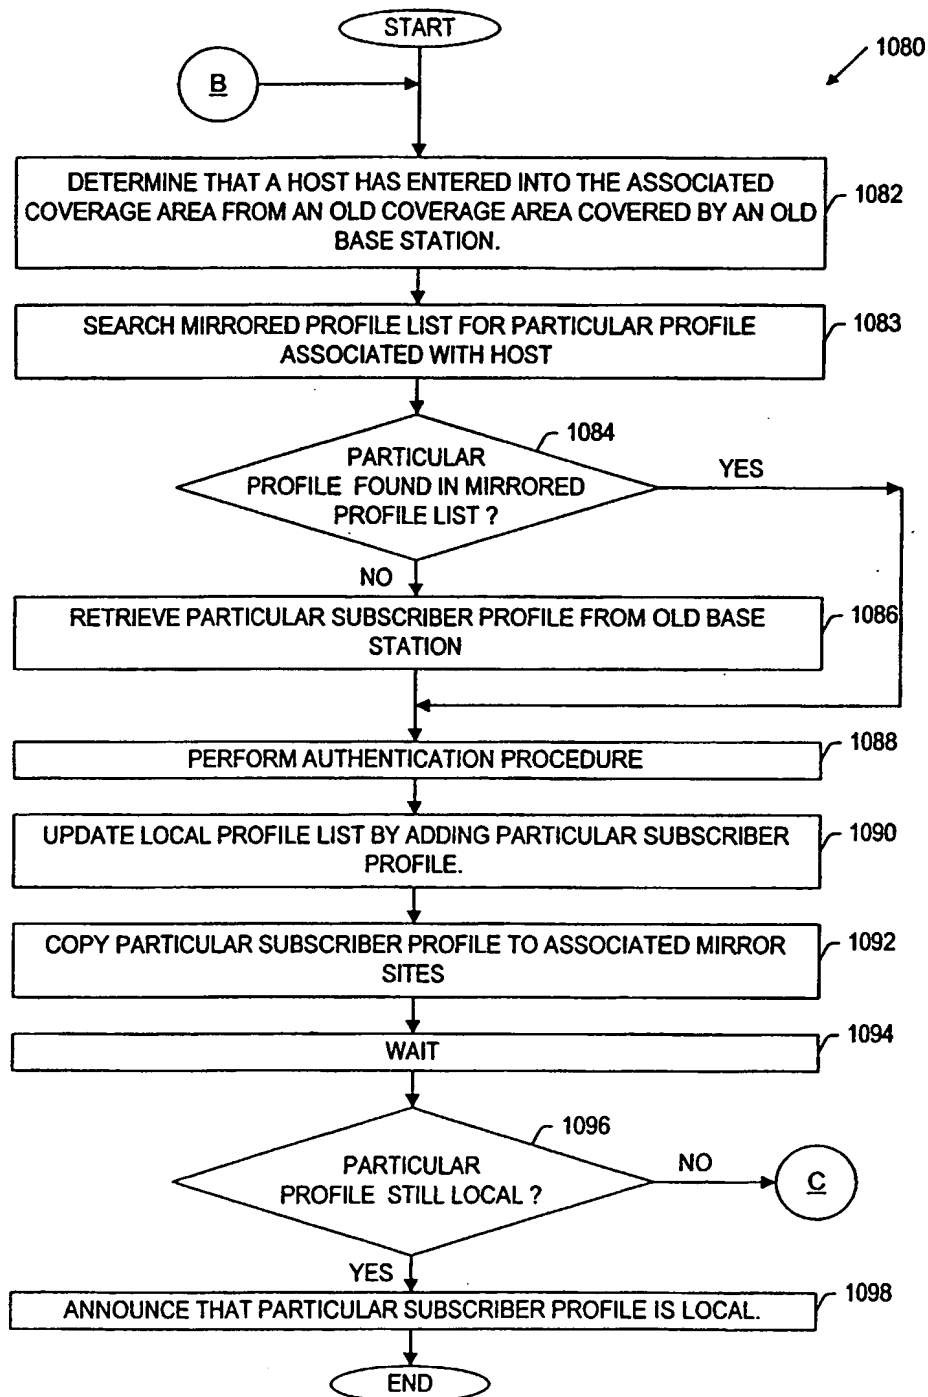 START
1080
B
DETERMINE THAT A HOST HAS ENTERED INTO THE ASSOCIATED
COVERAGE AREA FROM AN OLD COVERAGE AREA COVERED BY AN OLD
BASE STATION.
1082
SEARCH MIRRORED PROFILE LIST FOR PARTICULAR PROFILE
ASSOCIATED WITH HOST
1083
1084
PARTICULAR
PROFILE FOUND IN MIRRORED
PROFILE LIST ?
YES
NO
RETRIEVE PARTICULAR SUBSCRIBER PROFILE FROM OLD BASE
STATION
1086
PERFORM AUTHENTICATION PROCEDURE
1088
UPDATE LOCAL PROFILE LIST BY ADDING PARTICULAR SUBSCRIBER
PROFILE.
1090
COPY PARTICULAR SUBSCRIBER PROFILE TO ASSOCIATED MIRROR
SITES
1092
WAIT
1094
1096
PARTICULAR
PROFILE STILL LOCAL ?
NO
C
YES
ANNOUNCE THAT PARTICULAR SUBSCRIBER PROFILE IS LOCAL.
1098
END